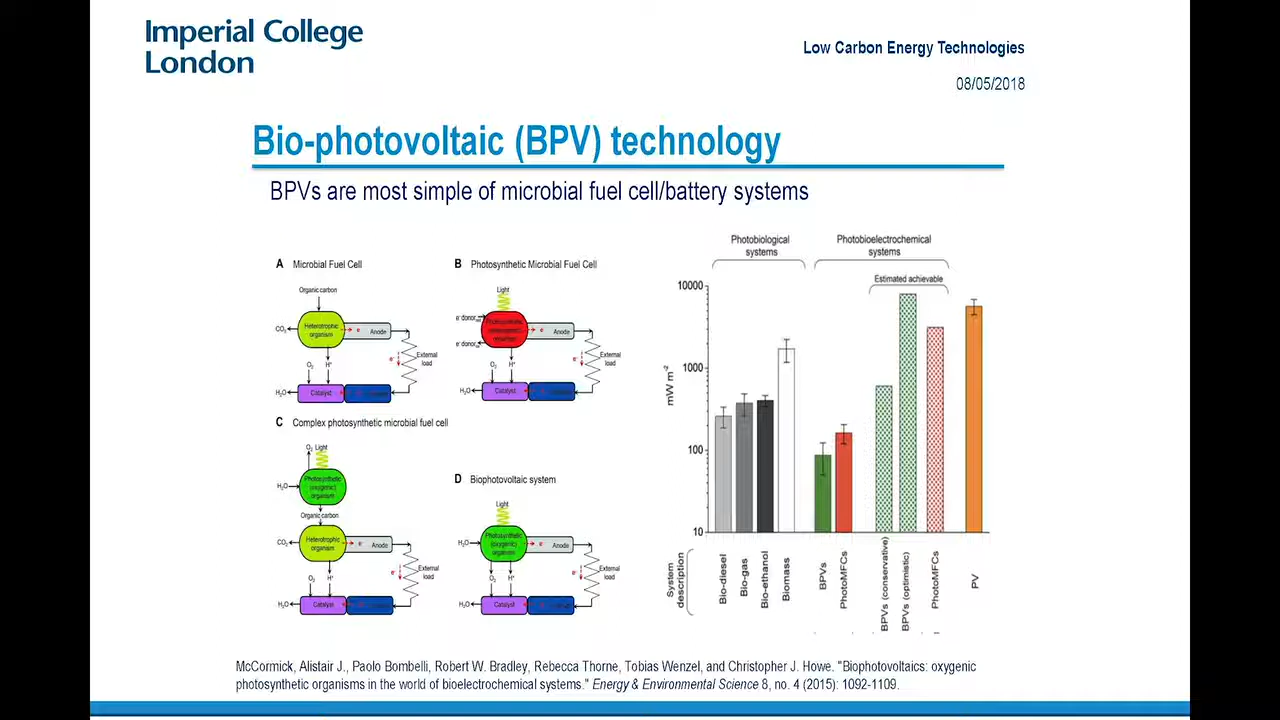 Imperial College
London
Low Carbon Energy Technologies
08/05/2018
Bio-photovoltaic (BPV) technology
BPVs are most simple of microbial fuel cell/battery systems
A Microbial Fuel Cell
Organic carbon
Heterotrophic
organism
CO₂
e⁻
Anode
O₂ H⁺
e⁻
External
load
H₂O
Catalyst
B Photosynthetic Microbial Fuel Cell
Light
e⁻ donor
e⁻ donor
Photosynthetic
e⁻
Anode
O₂ H⁺
e⁻
External
load
H₂O
Catalyst
C Complex photosynthetic microbial fuel cell
O₂ Light
H₂O
Photosynthetic
(oxygenic)
organism
Organic carbon
CO₂
Heterotrophic
organism
e⁻
Anode
O₂ H⁺
e⁻
External
load
H₂O
Catalyst
D Biophotovoltaic system
Light
H₂O
Photosynthetic
(oxygenic)
organism
e⁻
Anode
O₂ H⁺
e⁻
External
load
H₂O
Catalyst
Photobiological
systems
Photobioelectrochemical
systems
Estimated achievable
mW m⁻²
10000
1000
100
10
System
description
Bio-diesel
Bio-gas
Bio-ethanol
Biomass
BPVs
PhotoMFCs
BPVs (conservative)
BPVs (optimistic)
PhotoMFCs
PV
McCormick, Alistair J., Paolo Bombelli, Robert W. Bradley, Rebecca Thorne, Tobias Wenzel, and Christopher J. Howe. "Biophotovoltaics: oxygenic
photosynthetic organisms in the world of bioelectrochemical systems." Energy & Environmental Science 8, no. 4 (2015): 1092-1109.